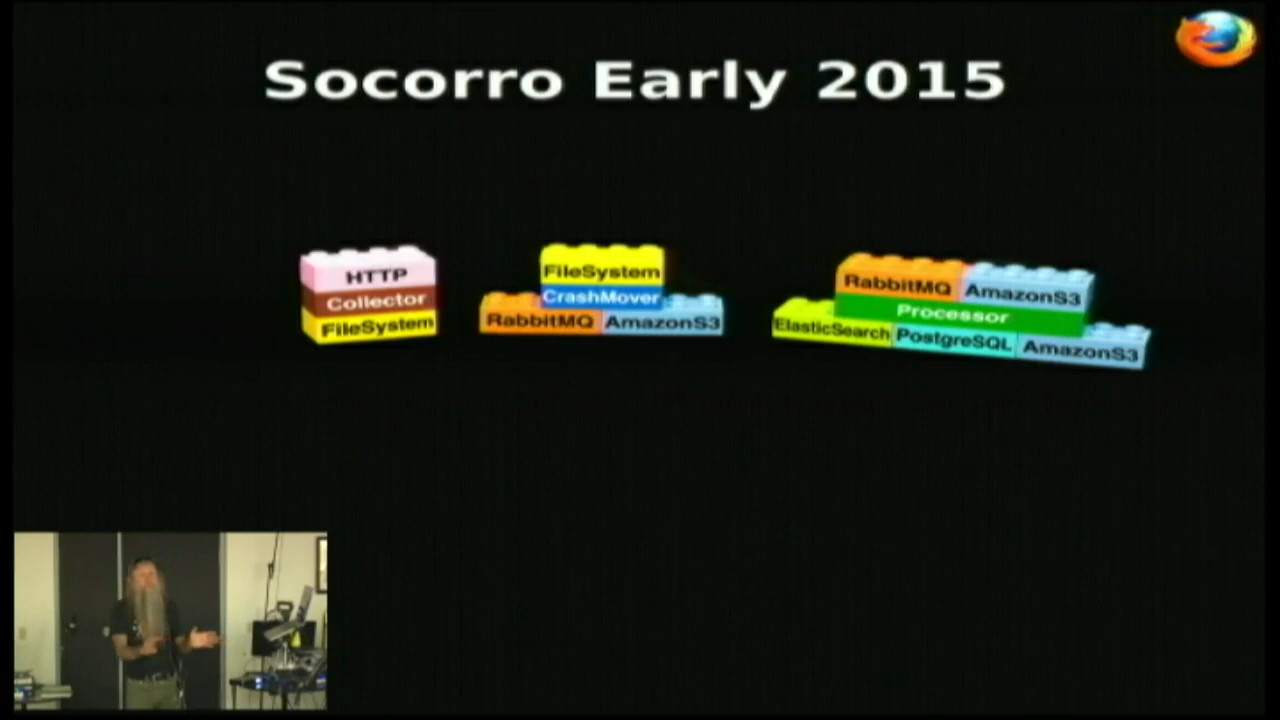 Socorro Early 2015
HTTP
Collector
FileSystem
FileSystem
CrashMover
RabbitMQ AmazonS3
RabbitMQ AmazonS3
Processor
ElasticSearch PostgreSQL AmazonS3